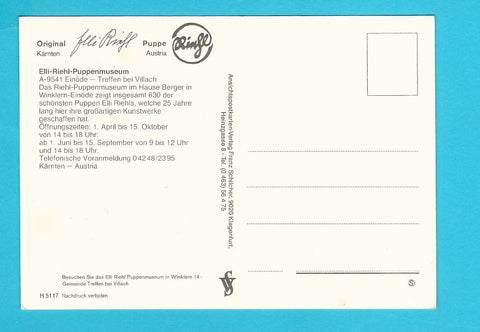 Original Elli Riehl Puppe Riehl
Kärnten Austria
Elli-Riehl-Puppenmuseum
A-9541 Einöde — Treffen bei Villach
Das Riehl-Puppenmuseum im Hause Berger in
Winklern-Einöde zeigt insgesamt 630 der
schönsten Puppen Elli Riehls, welche 25 Jahre
lang hier ihre großartigen Kunstwerke
geschaffen hat.
Öffnungszeiten: 1. April bis 15. Oktober
von 14 bis 18 Uhr:
ab 1. Juni bis 15. September von 9 bis 12 Uhr
und 14 bis 18 Uhr.
Telefonische Voranmeldung 0 42 48/23 95
Kärnten — Austria
Besuchen Sie das Elli Riehl Puppenmuseum in Winklern 14 -
Gemeinde Treffen bei Villach
H 5117 Nachdruck verboten
Ansichtspostkarten-Verlag Franz Schilcher, 9020 Klagenfurt,
Heinzgasse 8 - Tel. (0 463) 56 4 75